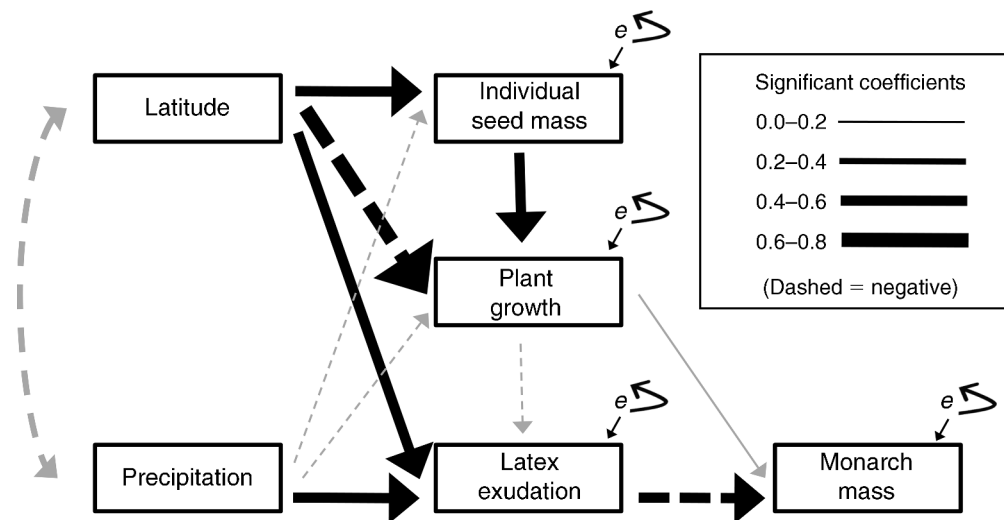 e
Latitude
Individual
seed mass
Significant coefficients
0.0–0.2
0.2–0.4
0.4–0.6
0.6–0.8
(Dashed = negative)
e
Plant
growth
e
Precipitation
Latex
exudation
e
Monarch
mass